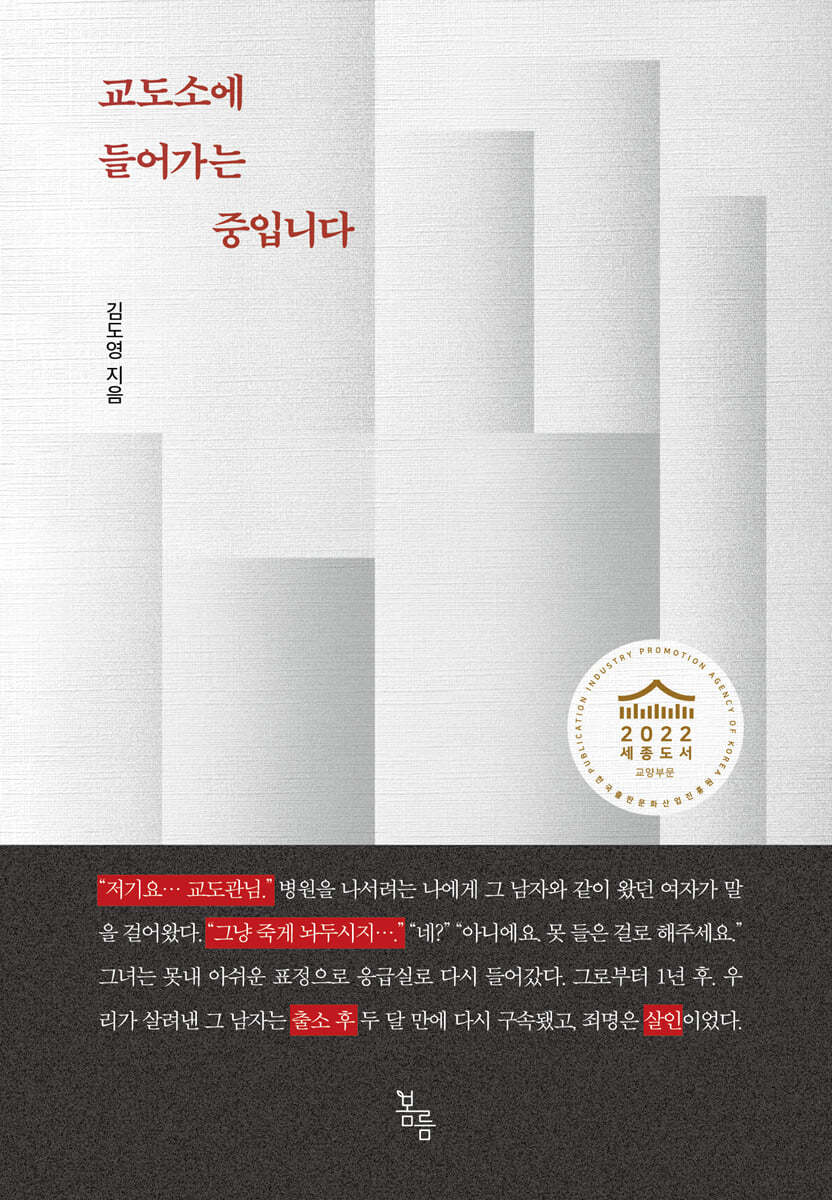 교도소에
들어가는
중입니다
김도영 지음
PUBLICATION INDUSTRY PROMOTION AGENCY OF KOREA
2022
세종도서
교양부문
한국출판문화산업진흥원
“저기요… 교도관님.” 병원을 나서려는 나에게 그 남자와 같이 왔던 여자가 말
을 걸어왔다. “그냥 죽게 놔두시지….” “네?” “아니에요. 못 들은 걸로 해주세요.”
그녀는 못내 아쉬운 표정으로 응급실로 다시 들어갔다. 그로부터 1년 후. 우
리가 살려낸 그 남자는 출소 후 두 달 만에 다시 구속됐고, 죄명은 살인이었다.
봄름